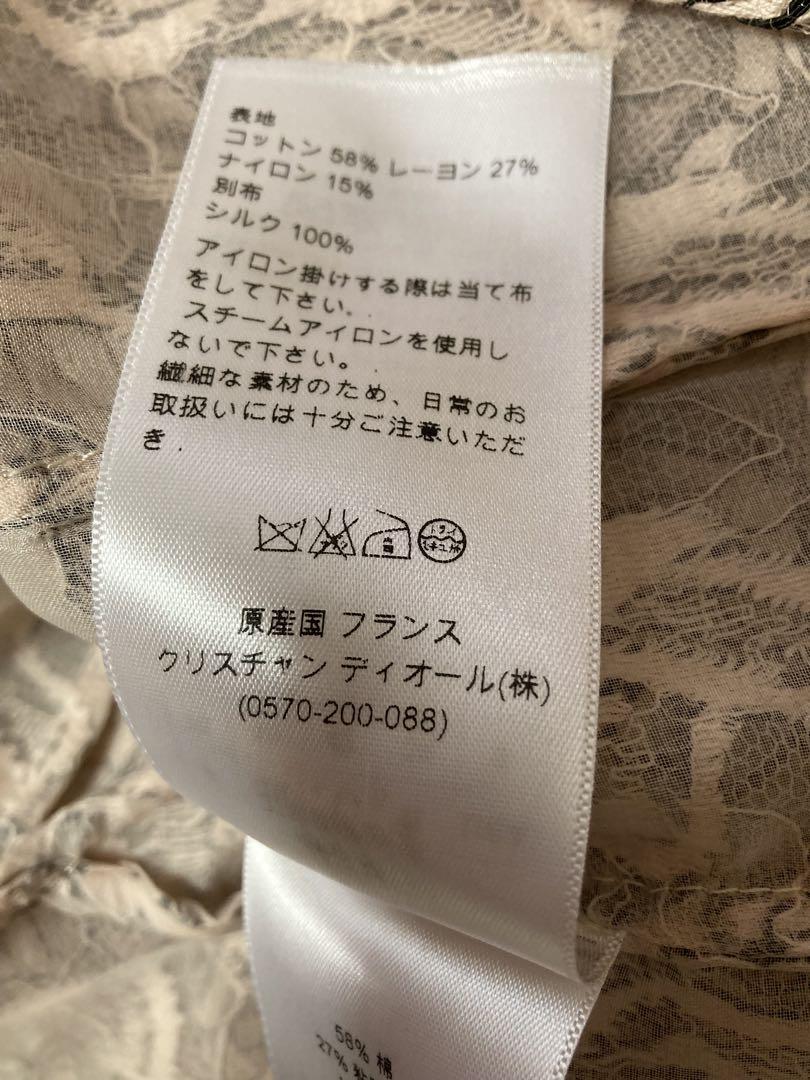 表地
コットン 58% レーヨン 27%
ナイロン 15%
別布
シルク 100%
アイロン掛けする際は当て布
をして下さい。
スチームアイロンを使用し
ないで下さい。
繊細な素材のため、日常のお
取扱いには十分ご注意いただ
き.
ドライ
原産国 フランス
クリスチャン ディオール(株)
(0570-200-088)
58% 棉
27%